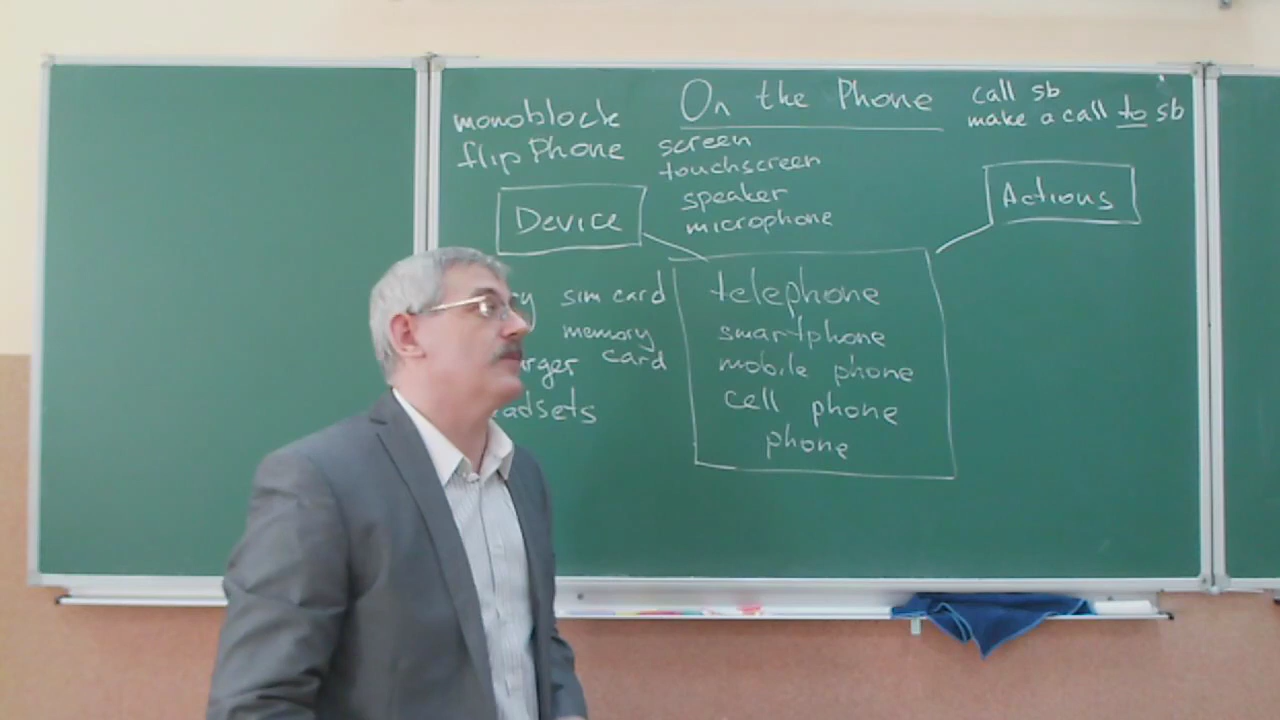 On the Phone
monoblock
flip Phone
screen
touchscreen
speaker
microphone
call sb
make a call to sb
Device
Actions
sim card
memory
card
telephone
smartphone
mobile phone
cell phone
phone